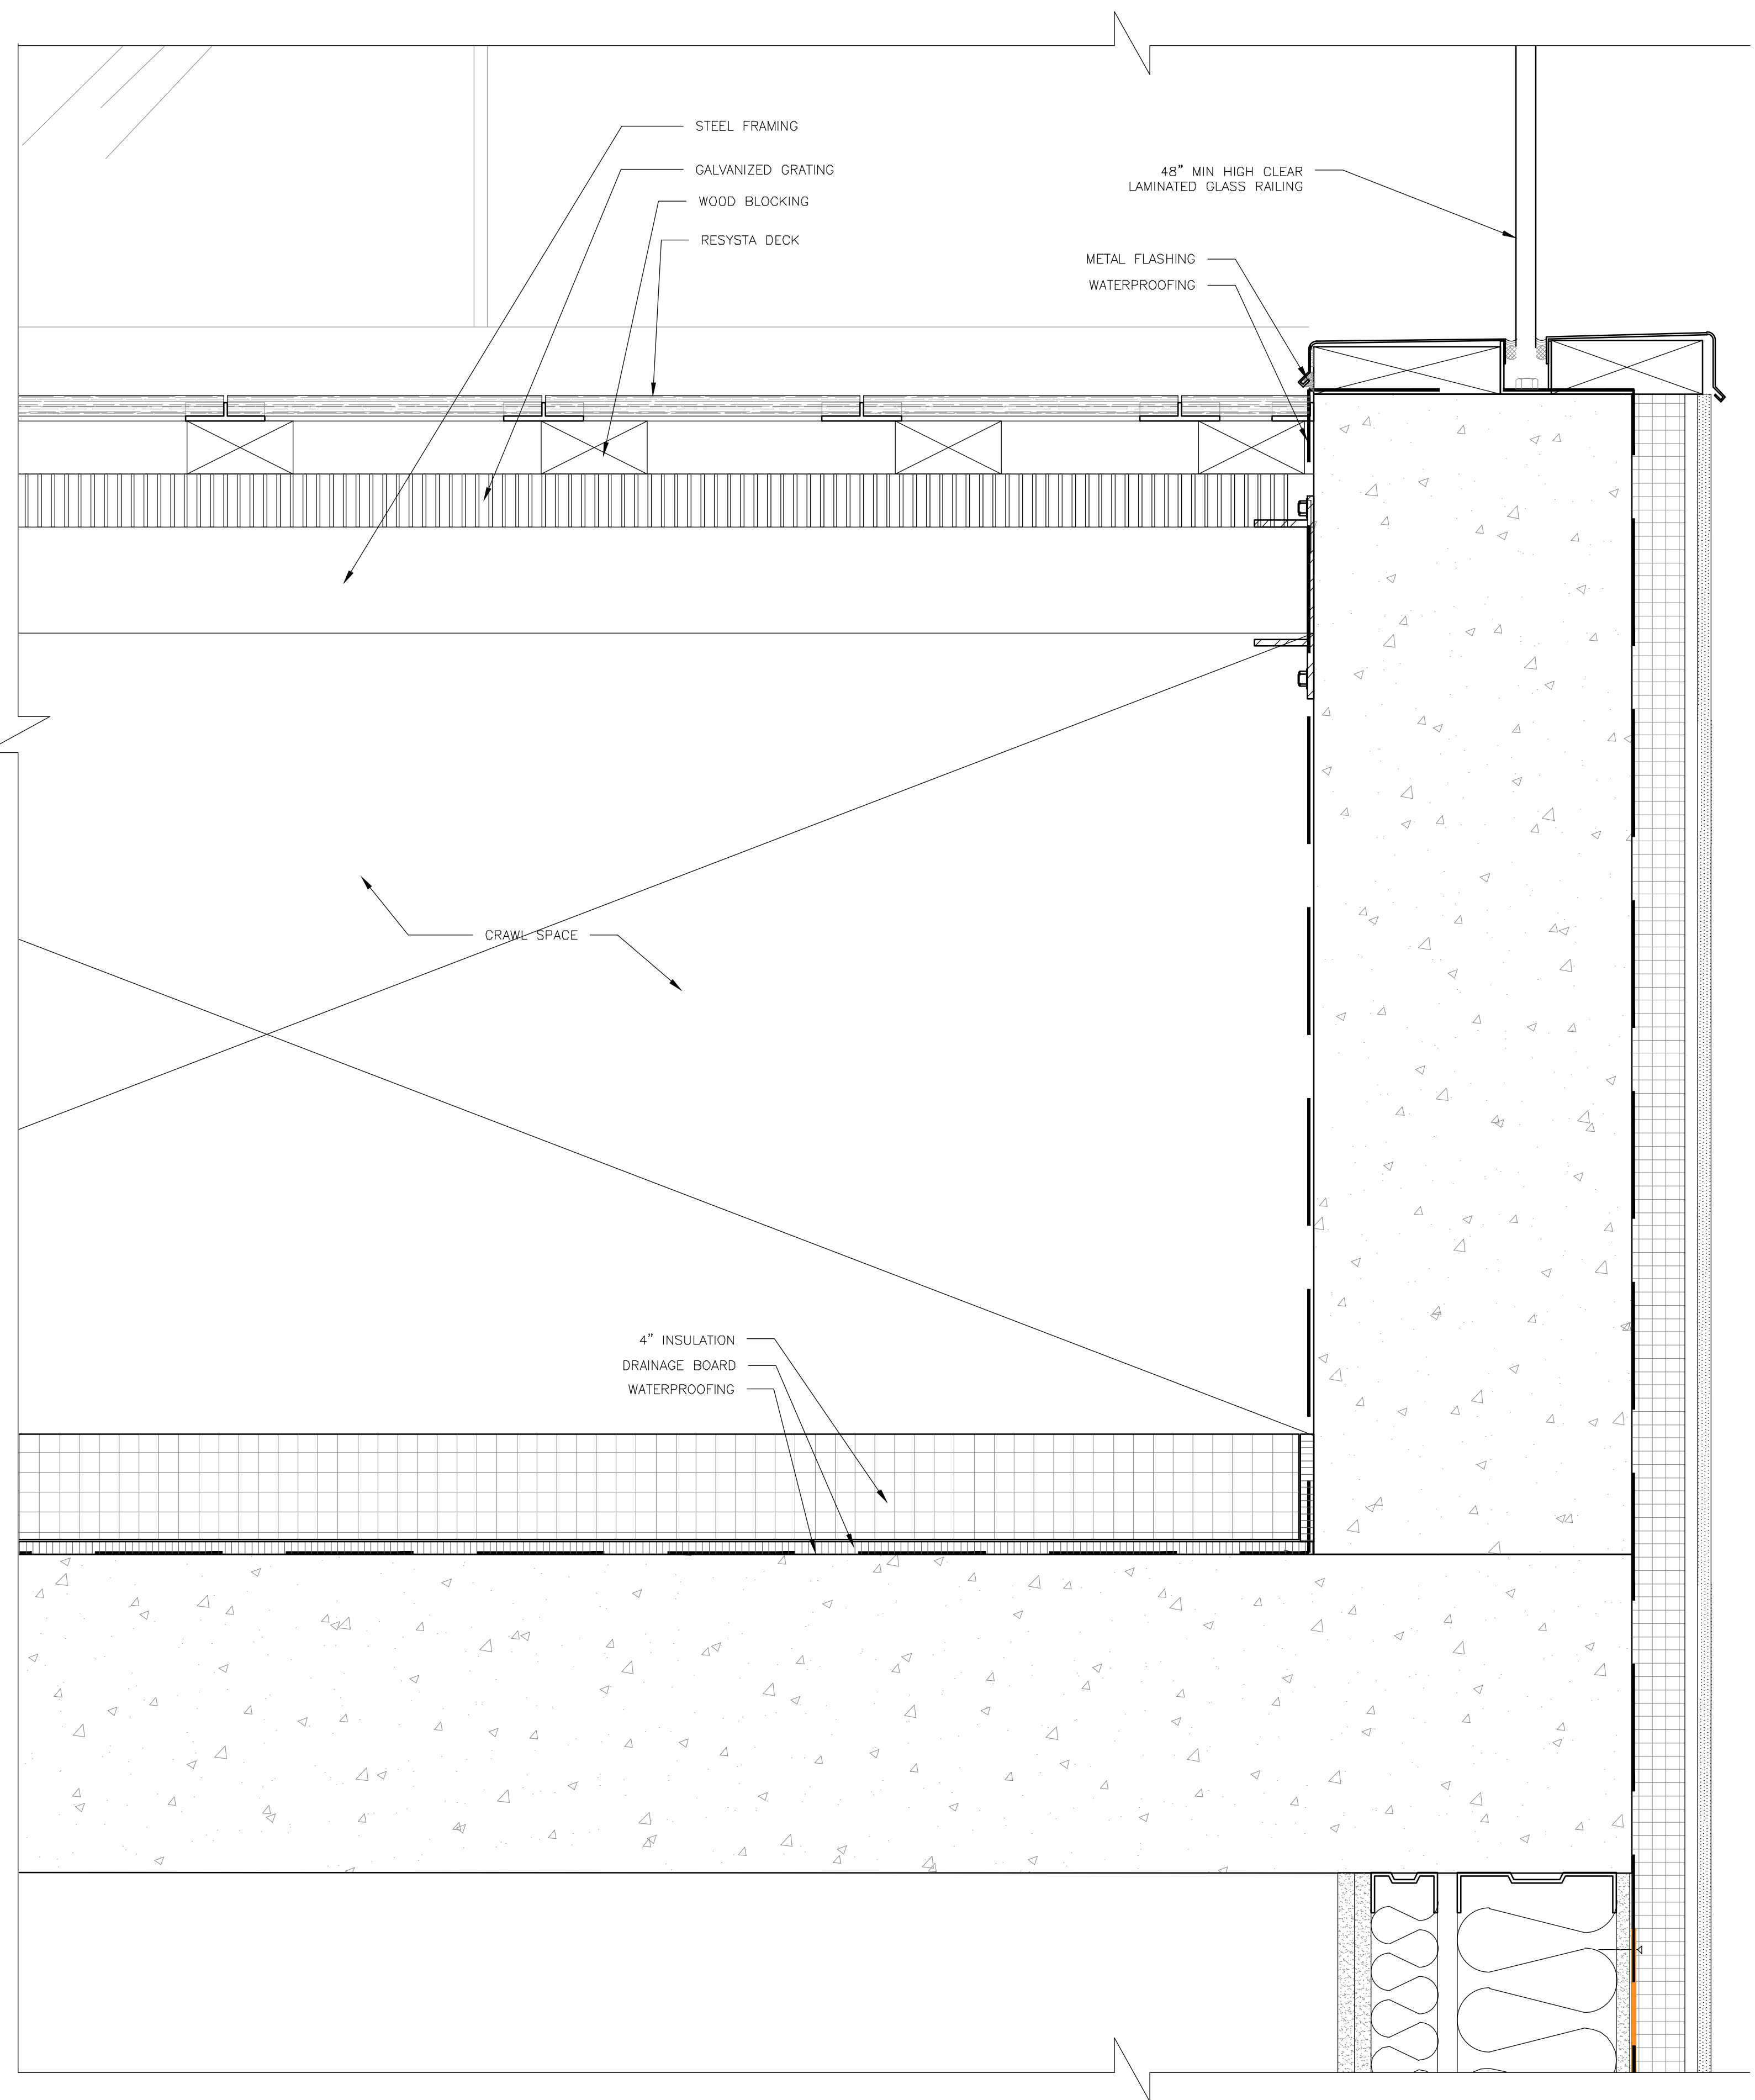 STEEL FRAMING
GALVANIZED GRATING
WOOD BLOCKING
RESYSTA DECK
48" MIN HIGH CLEAR
LAMINATED GLASS RAILING
METAL FLASHING
WATERPROOFING
CRAWL SPACE
4" INSULATION
DRAINAGE BOARD
WATERPROOFING